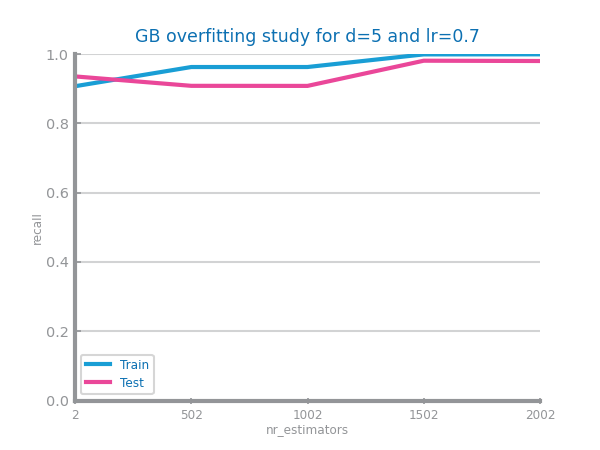 GB overfitting study for d=5 and lr=0.7
1.0
0.8
0.6
0.4
0.2
0.0
recall
Train
Test
2 502 1002 1502 2002
nr_estimators